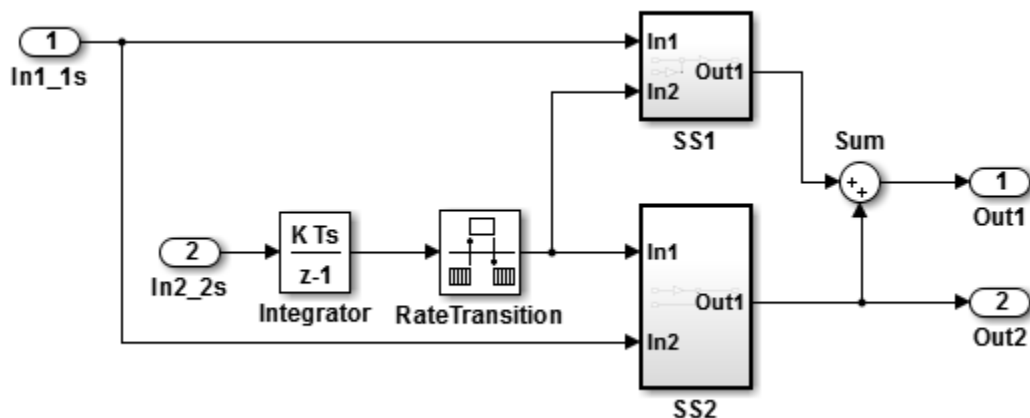 1
In1_1s
In1
In2
Out1
SS1
Sum
+
+
1
Out1
2
In2_2s
K Ts
z-1
Integrator
RateTransition
In1
Out1
In2
SS2
2
Out2